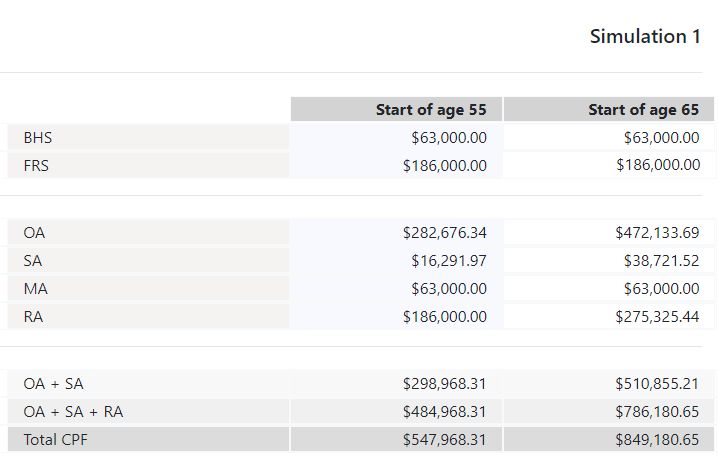 Simulation 1
Start of age 55 Start of age 65
BHS $63,000.00 $63,000.00
FRS $186,000.00 $186,000.00
OA $282,676.34 $472,133.69
SA $16,291.97 $38,721.52
MA $63,000.00 $63,000.00
RA $186,000.00 $275,325.44
OA + SA $298,968.31 $510,855.21
OA + SA + RA $484,968.31 $786,180.65
Total CPF $547,968.31 $849,180.65